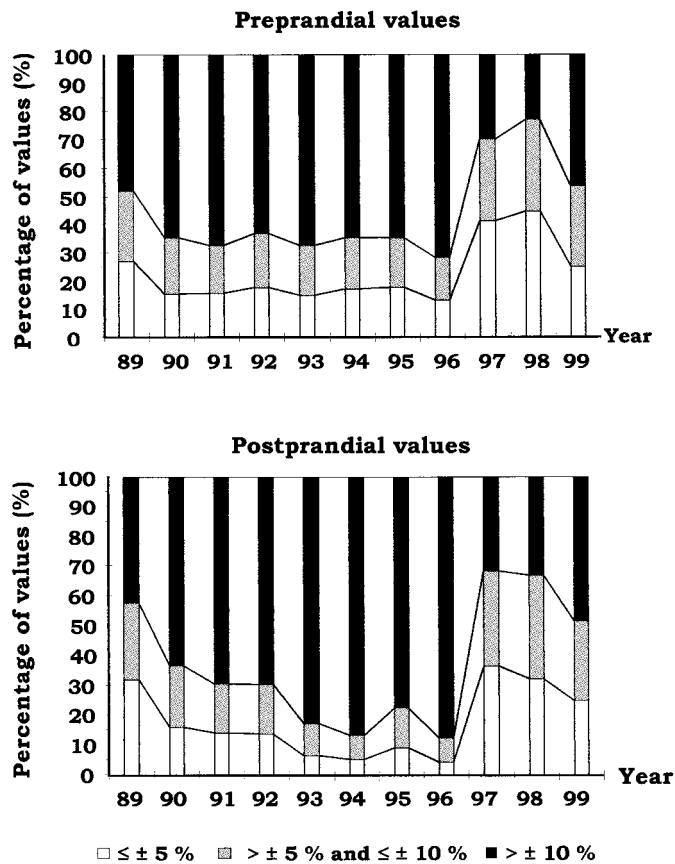 Preprandial values
Percentage of values (%)
100
90
80
70
60
50
40
30
20
10
0
Year
89 90 91 92 93 94 95 96 97 98 99
Postprandial values
Percentage of values (%)
100
90
80
70
60
50
40
30
20
10
0
Year
89 90 91 92 93 94 95 96 97 98 99
≤ ± 5 % > ± 5 % and ≤ ± 10 % > ± 10 %